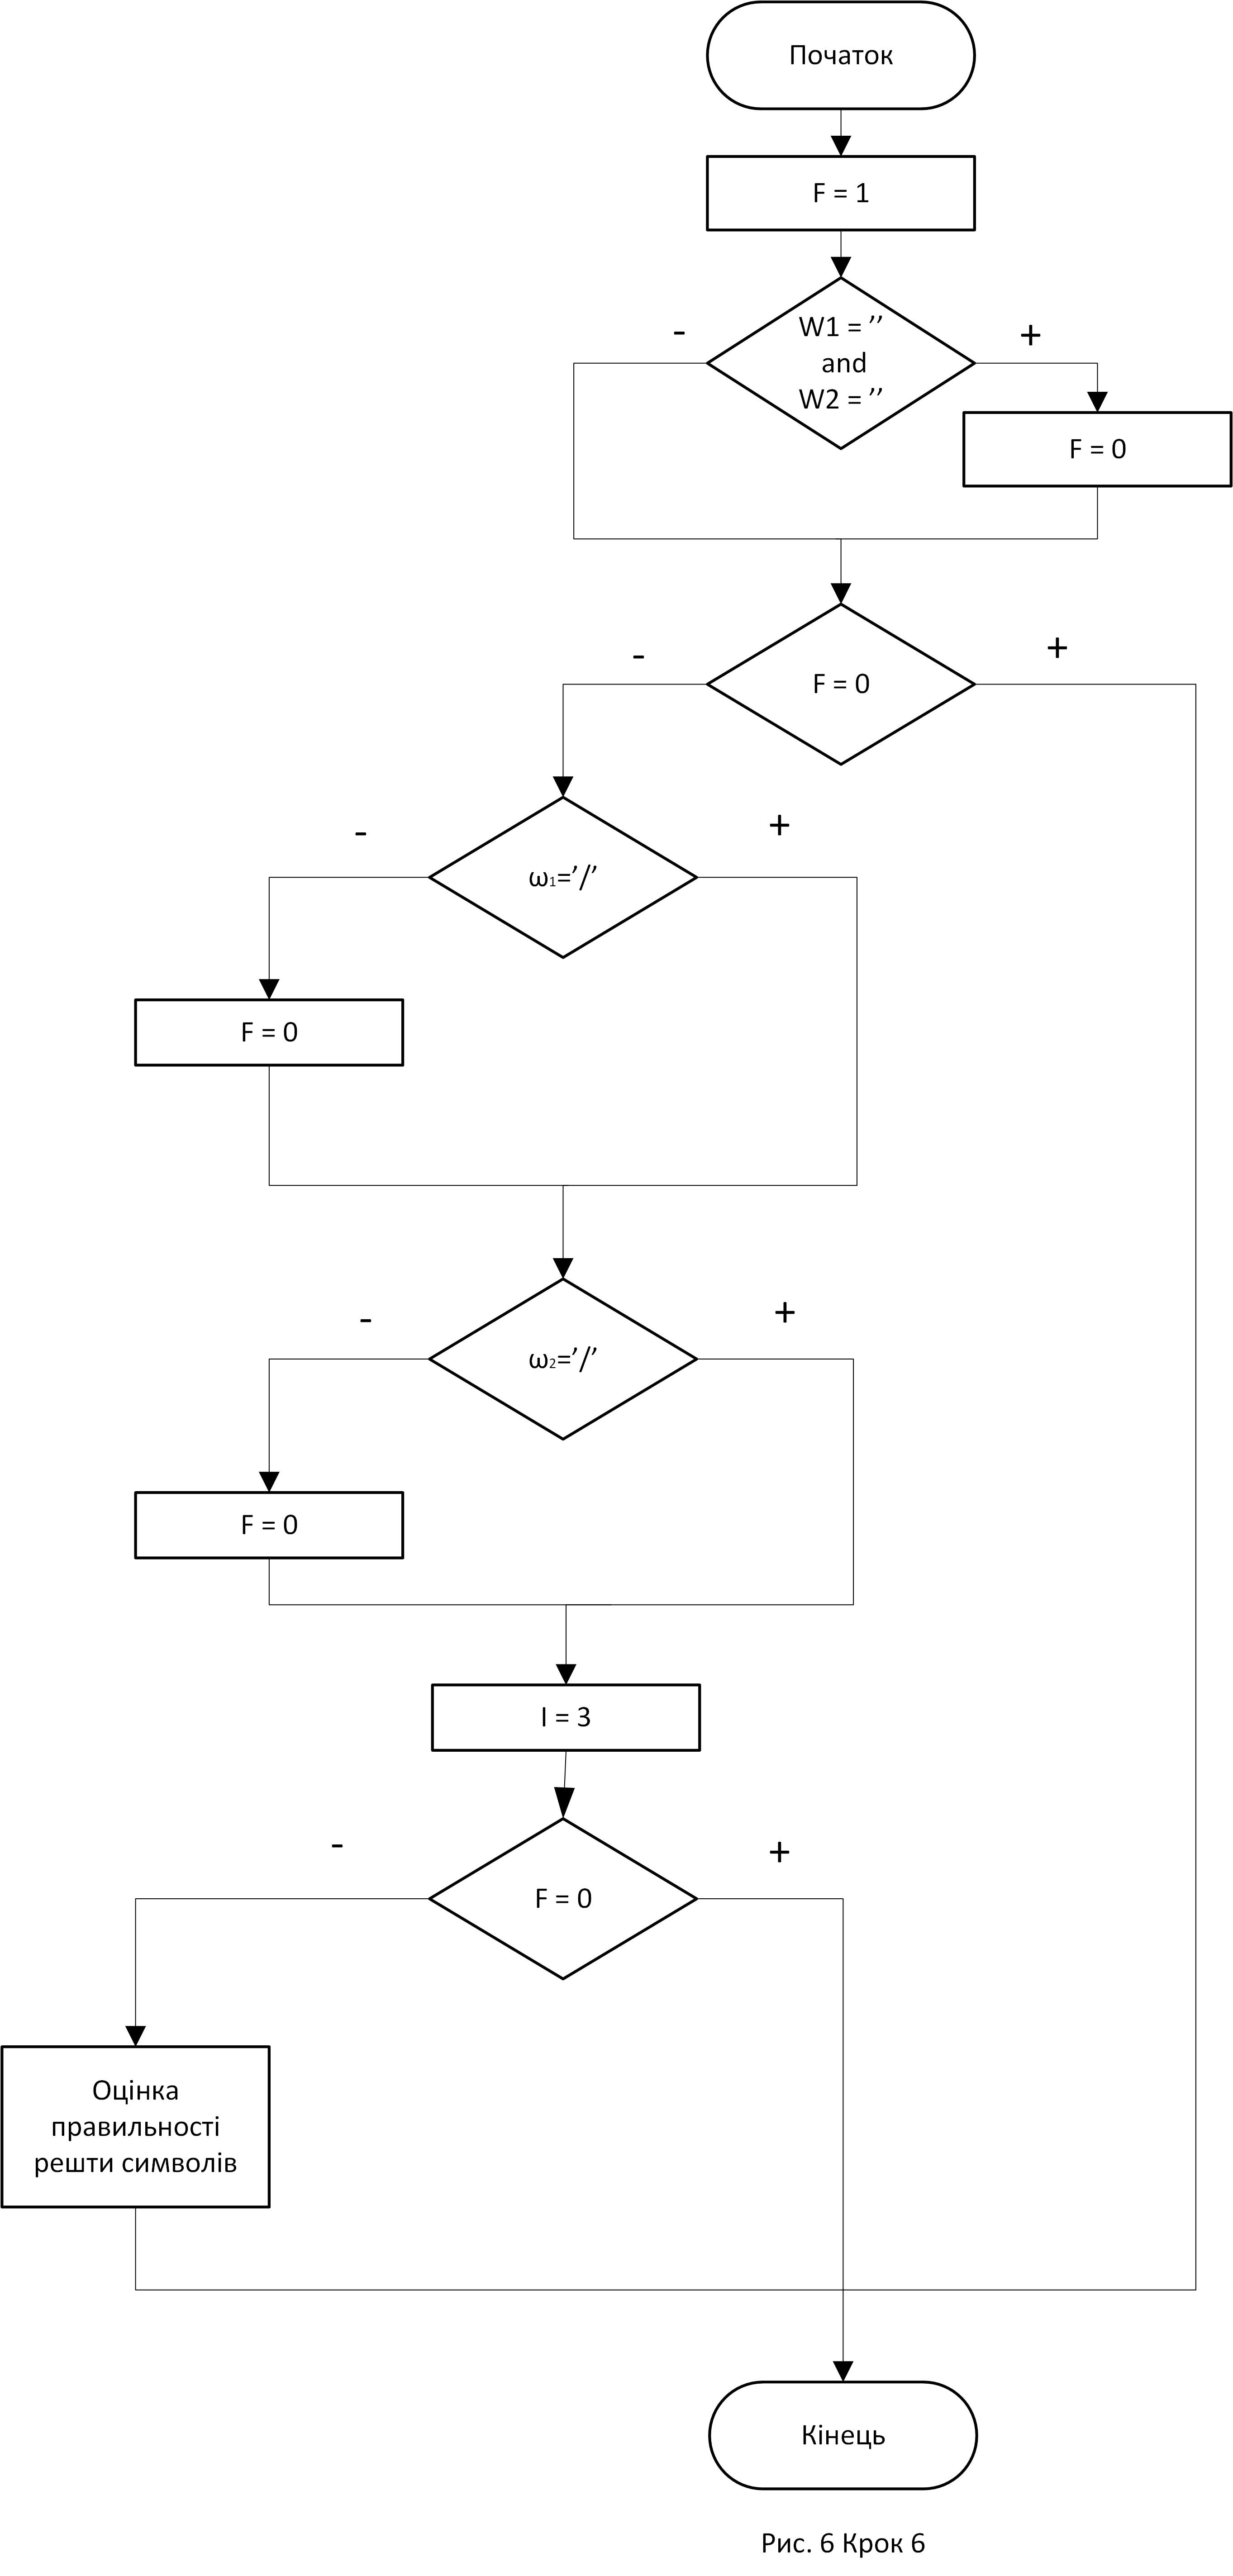 Початок
F = 1
W1 = ’’
and
W2 = ’’
-
+
F = 0
F = 0
-
+
ω₁=’/’
-
+
F = 0
ω₂=’/’
-
+
F = 0
I = 3
F = 0
-
+
Оцінка
правильності
решти символів
Кінець
Рис. 6 Крок 6